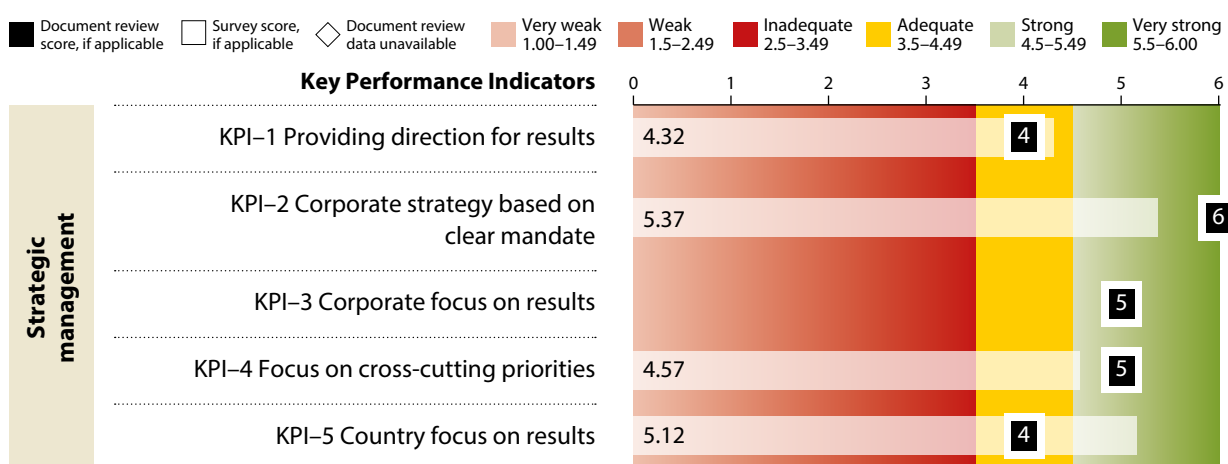 Document review
score, if applicable
Survey score,
if applicable
Document review
data unavailable
Very weak
1.00–1.49
Weak
1.5–2.49
Inadequate
2.5–3.49
Adequate
3.5–4.49
Strong
4.5–5.49
Very strong
5.5–6.00
Key Performance Indicators
0 1 2 3 4 5 6
Strategic
management
KPI–1 Providing direction for results
4.32
4
KPI–2 Corporate strategy based on
clear mandate
5.37
6
KPI–3 Corporate focus on results
5
KPI–4 Focus on cross-cutting priorities
4.57
5
KPI–5 Country focus on results
5.12
4